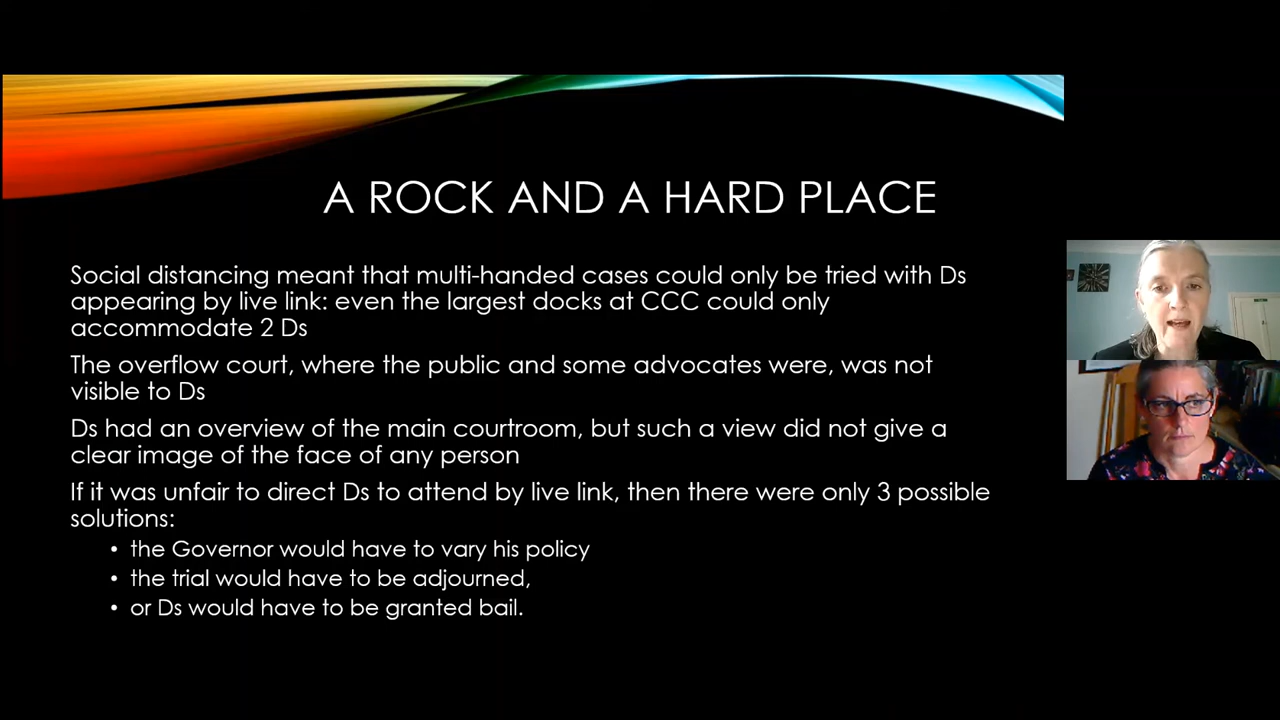 A ROCK AND A HARD PLACE
Social distancing meant that multi-handed cases could only be tried with Ds
appearing by live link: even the largest docks at CCC could only
accommodate 2 Ds
The overflow court, where the public and some advocates were, was not
visible to Ds
Ds had an overview of the main courtroom, but such a view did not give a
clear image of the face of any person
If it was unfair to direct Ds to attend by live link, then there were only 3 possible
solutions:
• the Governor would have to vary his policy
• the trial would have to be adjourned,
• or Ds would have to be granted bail.